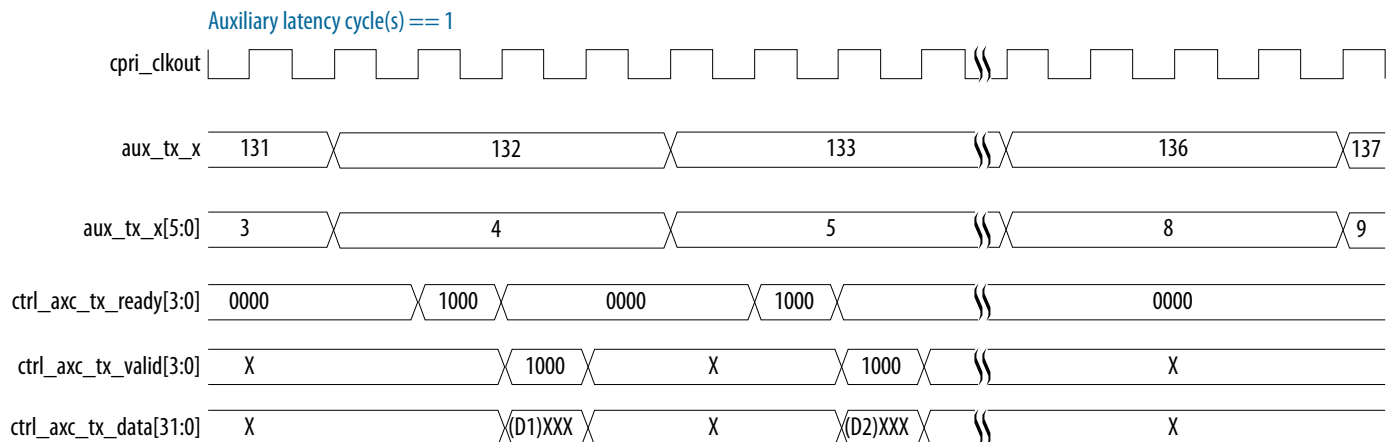 Auxiliary latency cycle(s) == 1
cpri_clkout
aux_tx_x 131 132 133 136 137
aux_tx_x[5:0] 3 4 5 8 9
ctrl_axc_tx_ready[3:0] 0000 1000 0000 1000 0000
ctrl_axc_tx_valid[3:0] X 1000 X 1000 X
ctrl_axc_tx_data[31:0] X (D1)XXX X (D2)XXX X